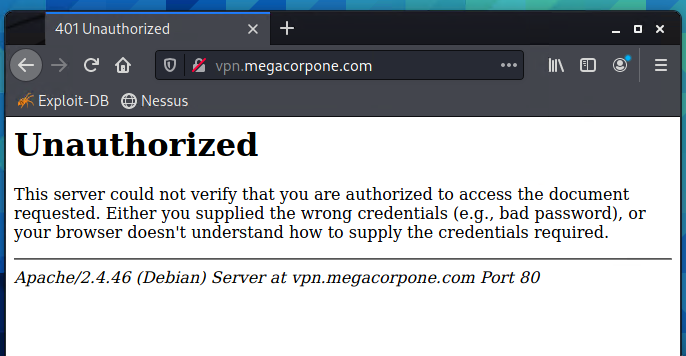 401 Unauthorized
vpn.megacorpone.com
Exploit-DB Nessus
Unauthorized
This server could not verify that you are authorized to access the document
requested. Either you supplied the wrong credentials (e.g., bad password), or
your browser doesn't understand how to supply the credentials required.
Apache/2.4.46 (Debian) Server at vpn.megacorpone.com Port 80